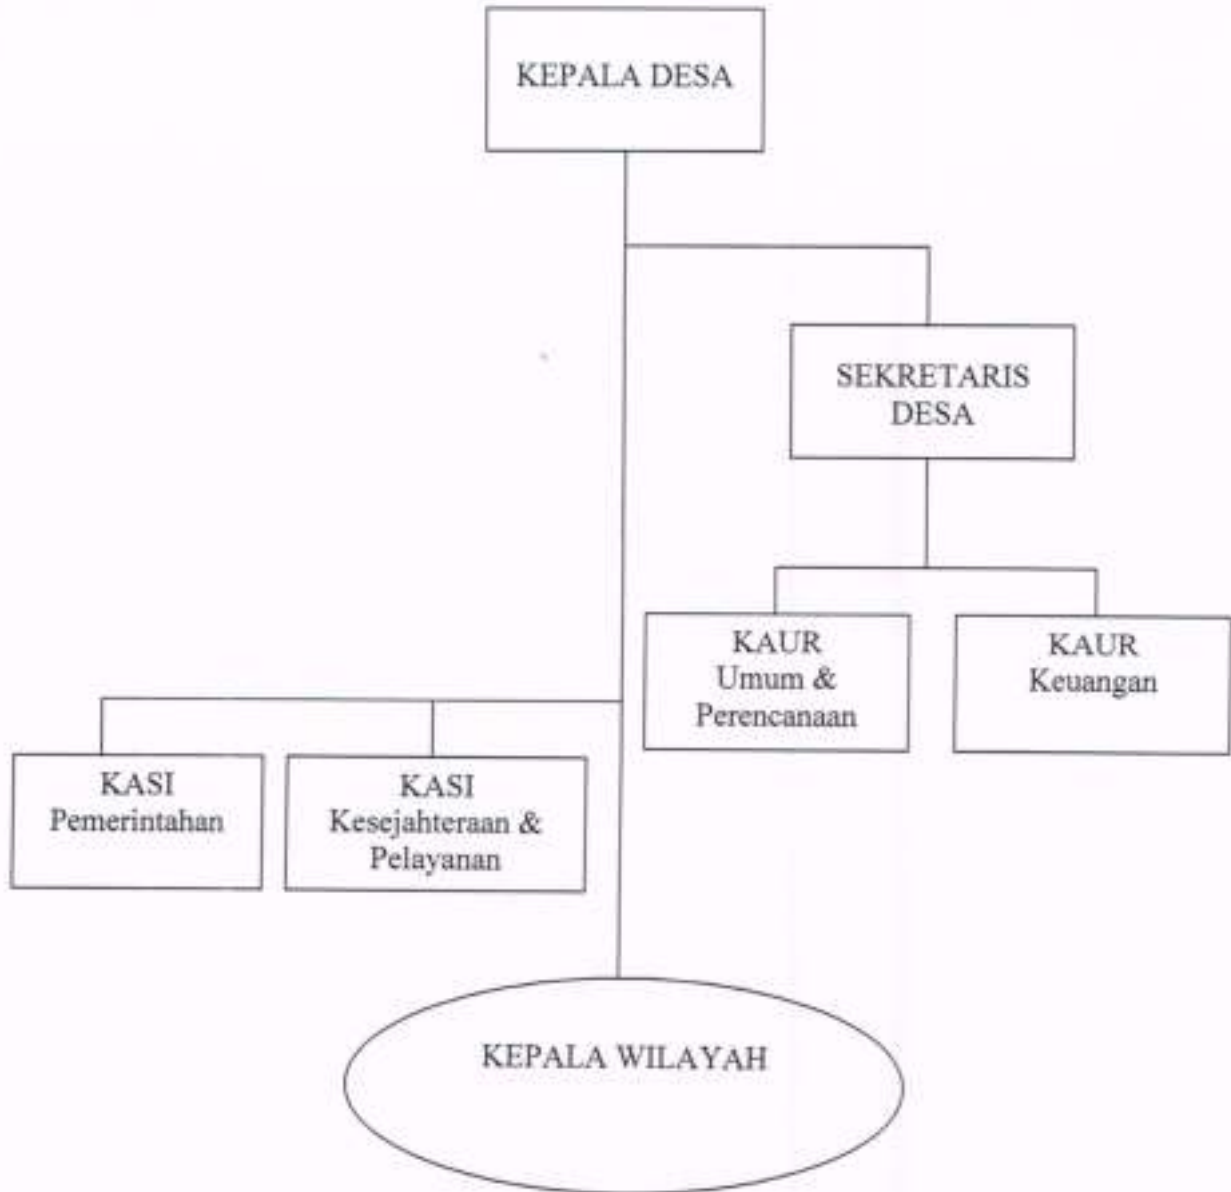 KEPALA DESA
SEKRETARIS
DESA
KAUR
Umum &
Perencanaan
KAUR
Keuangan
KASI
Pemerintahan
KASI
Kesejahteraan &
Pelayanan
KEPALA WILAYAH